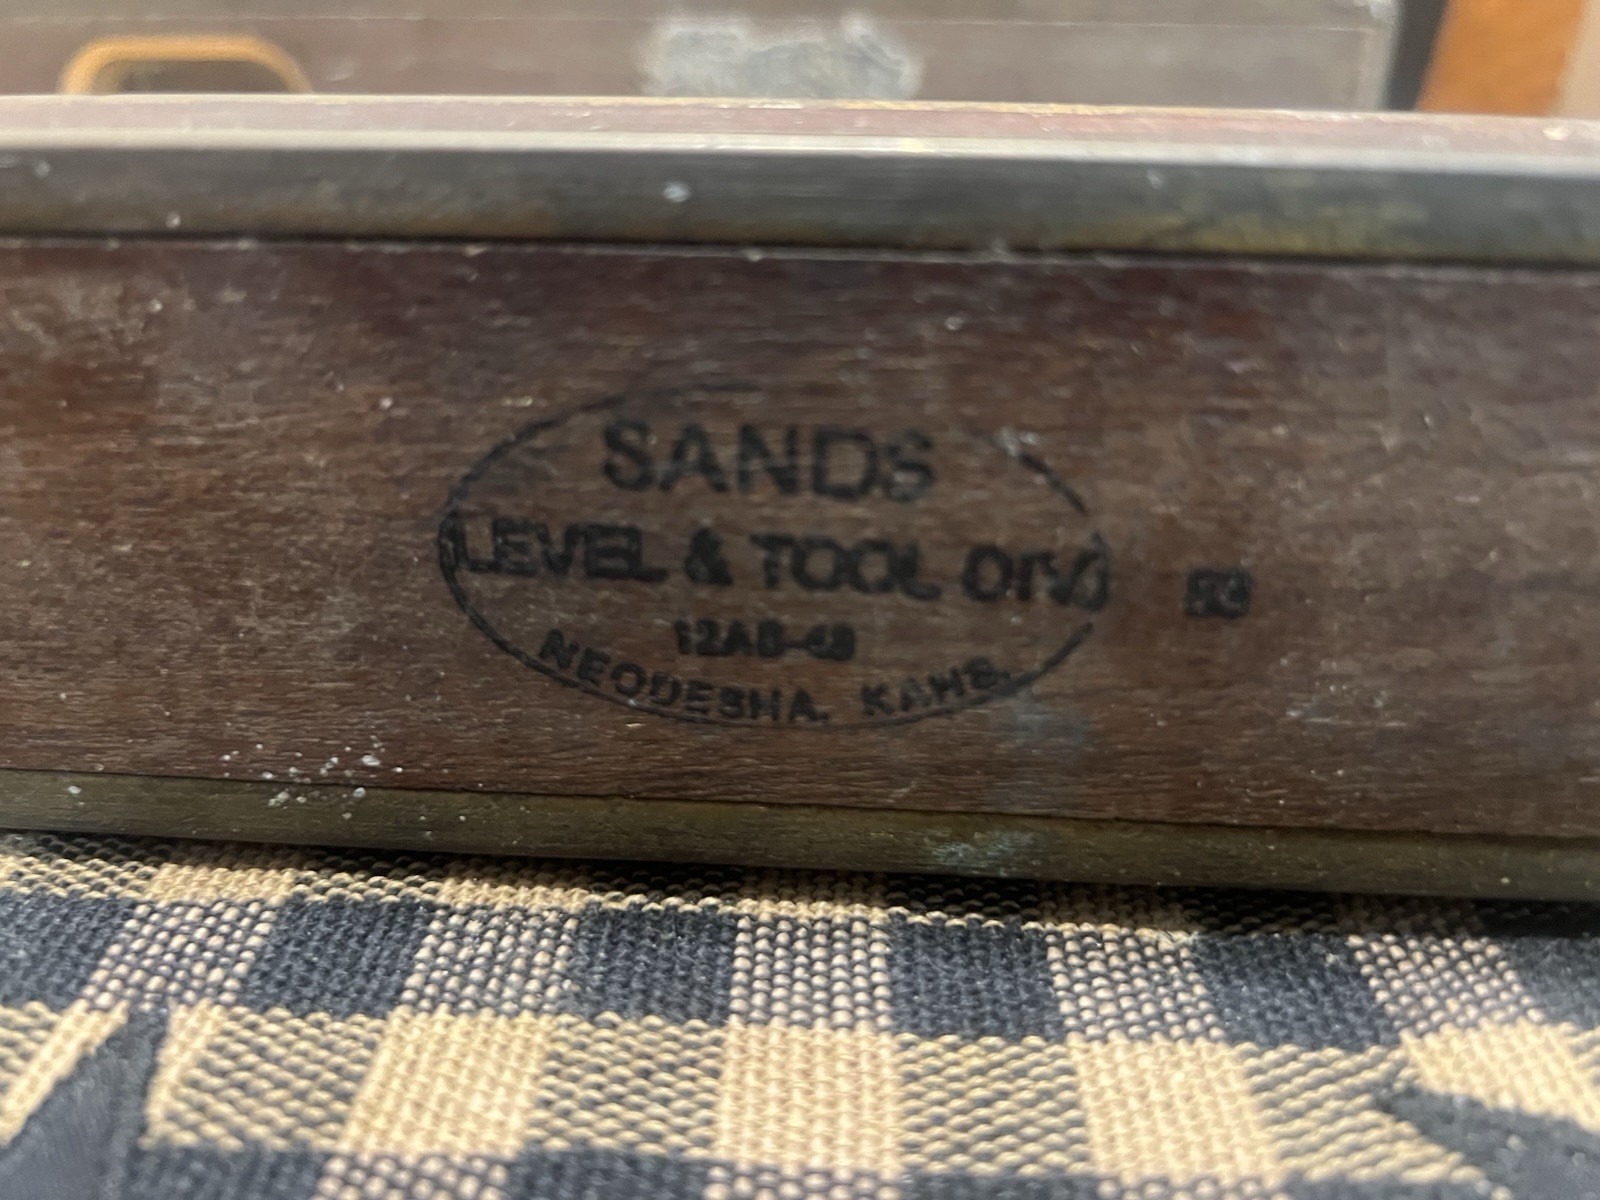 SANDS
LEVEL & TOOL DIV.
12AB-48
NEODESHA, KANS.